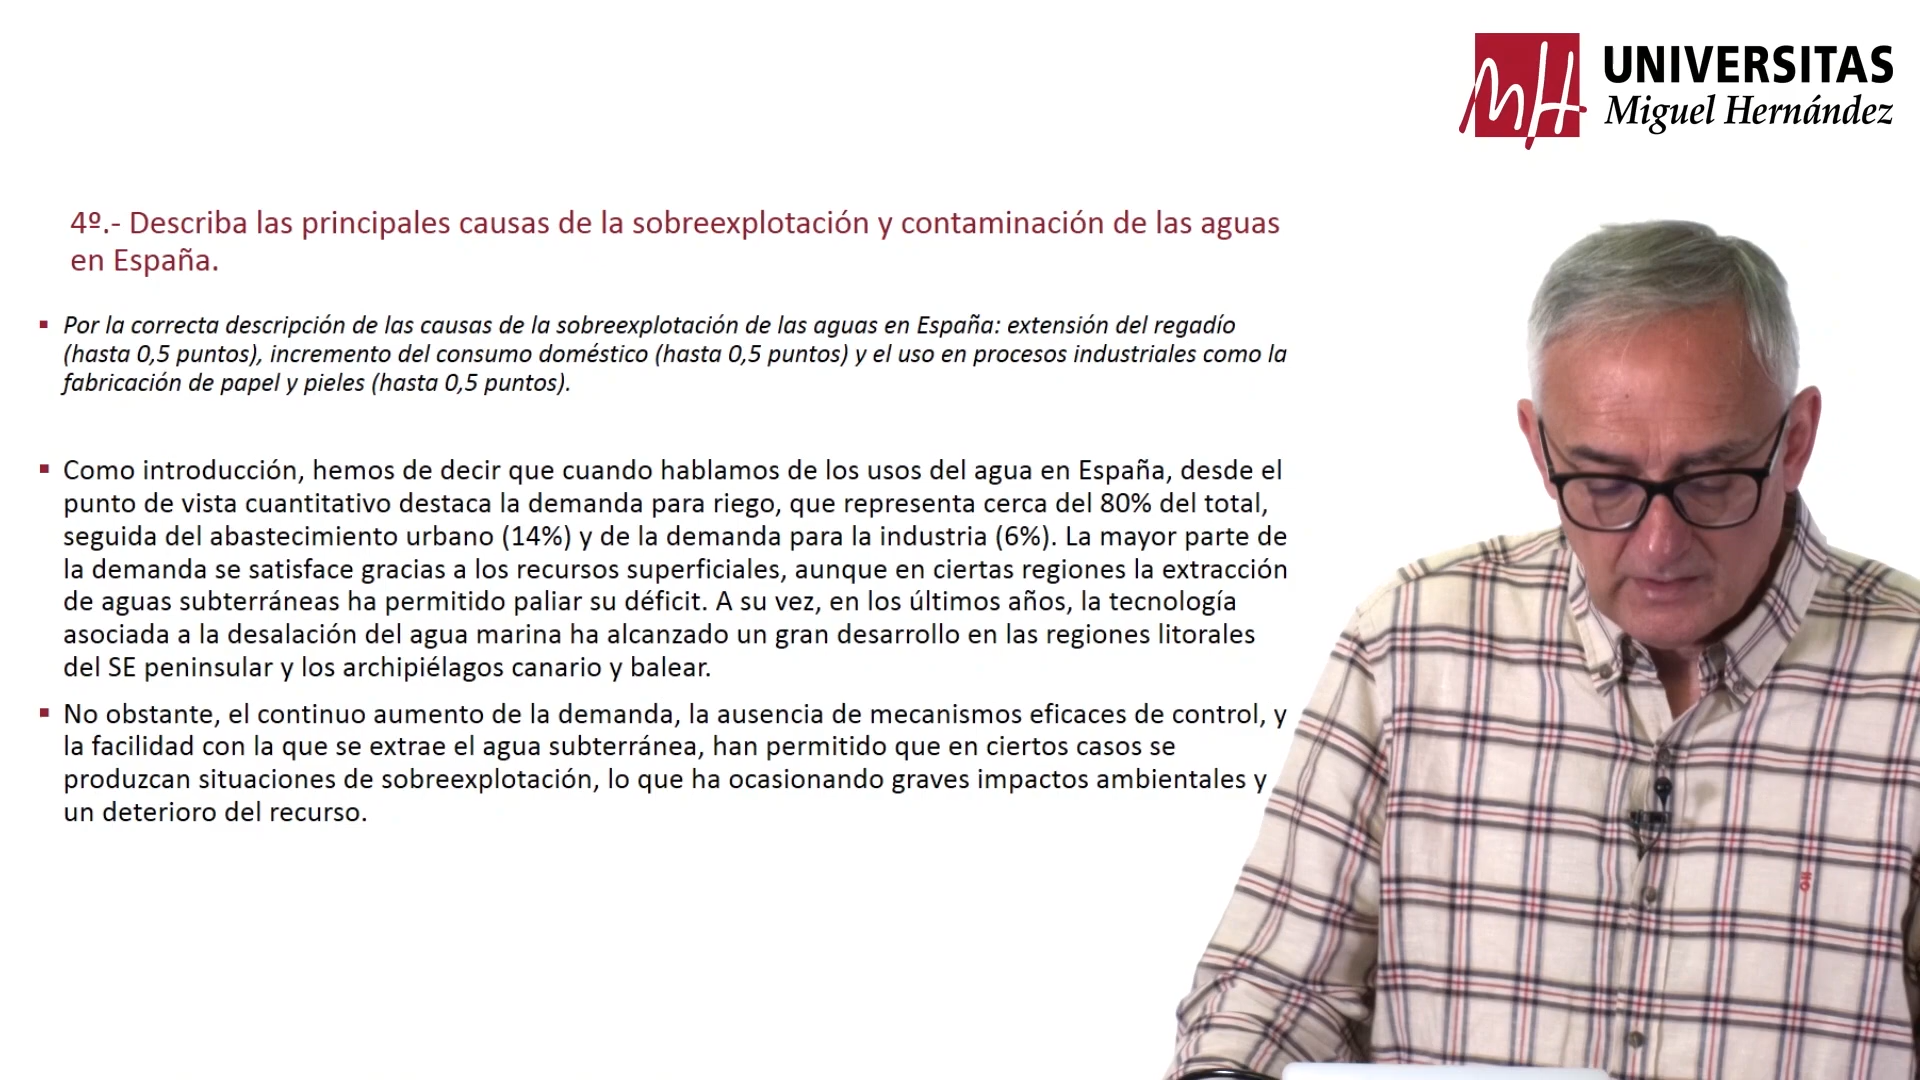 UNIVERSITAS
Miguel Hernández
4º.- Describa las principales causas de la sobreexplotación y contaminación de las aguas
en España.
▪ Por la correcta descripción de las causas de la sobreexplotación de las aguas en España: extensión del regadío
(hasta 0,5 puntos), incremento del consumo doméstico (hasta 0,5 puntos) y el uso en procesos industriales como la
fabricación de papel y pieles (hasta 0,5 puntos).
▪ Como introducción, hemos de decir que cuando hablamos de los usos del agua en España, desde el
punto de vista cuantitativo destaca la demanda para riego, que representa cerca del 80% del total,
seguida del abastecimiento urbano (14%) y de la demanda para la industria (6%). La mayor parte de
la demanda se satisface gracias a los recursos superficiales, aunque en ciertas regiones la extracción
de aguas subterráneas ha permitido paliar su déficit. A su vez, en los últimos años, la tecnología
asociada a la desalación del agua marina ha alcanzado un gran desarrollo en las regiones litorales
del SE peninsular y los archipiélagos canario y balear.
▪ No obstante, el continuo aumento de la demanda, la ausencia de mecanismos eficaces de control, y
la facilidad con la que se extrae el agua subterránea, han permitido que en ciertos casos se
produzcan situaciones de sobreexplotación, lo que ha ocasionando graves impactos ambientales y
un deterioro del recurso.